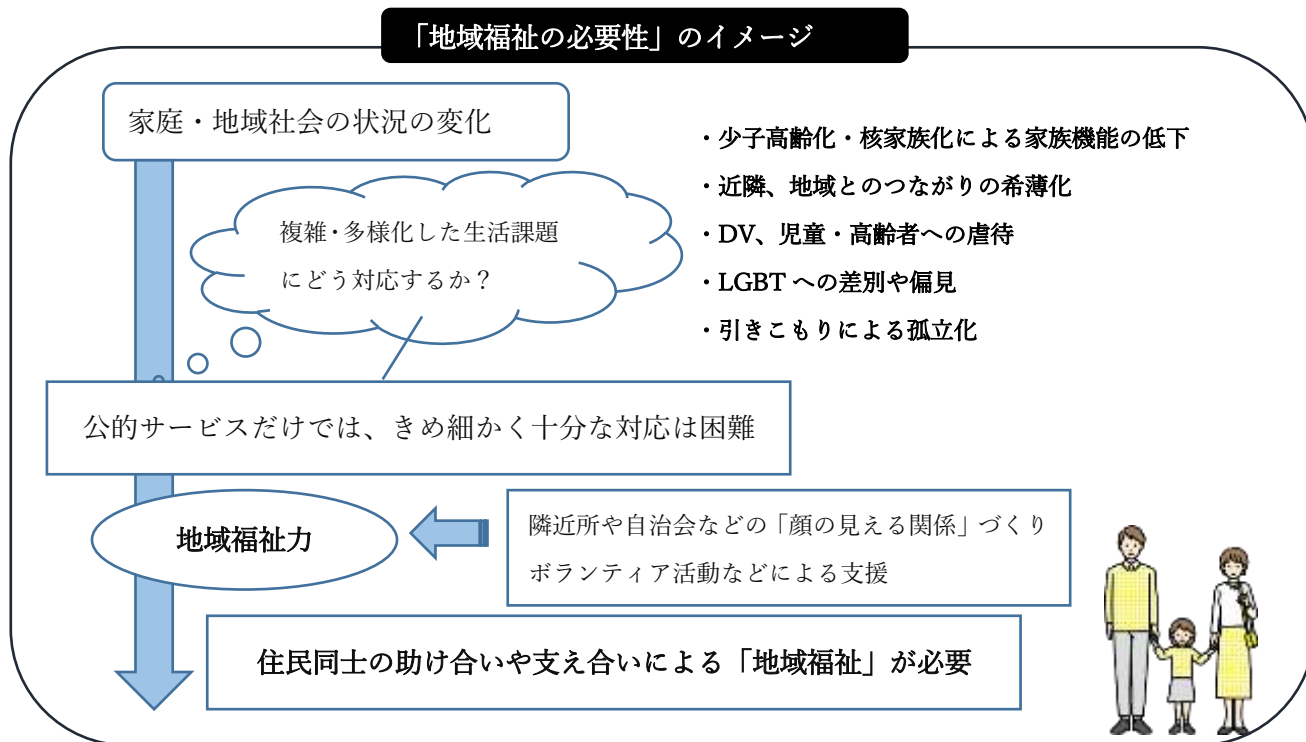 「地域福祉の必要性」のイメージ
家庭・地域社会の状況の変化
・少子高齢化・核家族化による家族機能の低下
・近隣、地域とのつながりの希薄化
・DV、児童・高齢者への虐待
・LGBT への差別や偏見
・引きこもりによる孤立化
複雑・多様化した生活課題
にどう対応するか?
公的サービスだけでは、きめ細かく十分な対応は困難
地域福祉力
隣近所や自治会などの「顔の見える関係」づくり
ボランティア活動などによる支援
住民同士の助け合いや支え合いによる「地域福祉」が必要